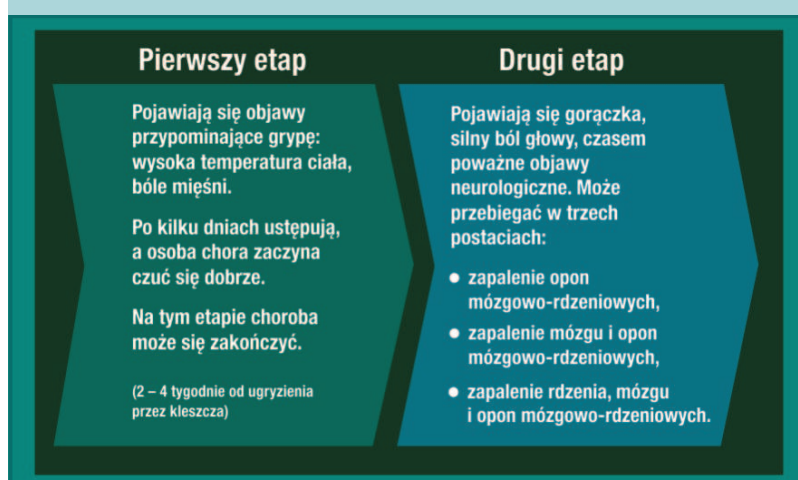 Pierwszy etap
Pojawiają się objawy
przypominające grypę:
wysoka temperatura ciała,
bóle mięśni.
Po kilku dniach ustępują,
a osoba chora zaczyna
czuć się dobrze.
Na tym etapie choroba
może się zakończyć.
(2 – 4 tygodnie od ugryzienia
przez kleszcza)
Drugi etap
Pojawiają się gorączka,
silny ból głowy, czasem
poważne objawy
neurologiczne. Może
przebiegać w trzech
postaciach:
• zapalenie opon
mózgowo-rdzeniowych,
• zapalenie mózgu i opon
mózgowo-rdzeniowych,
• zapalenie rdzenia, mózgu
i opon mózgowo-rdzeniowych.